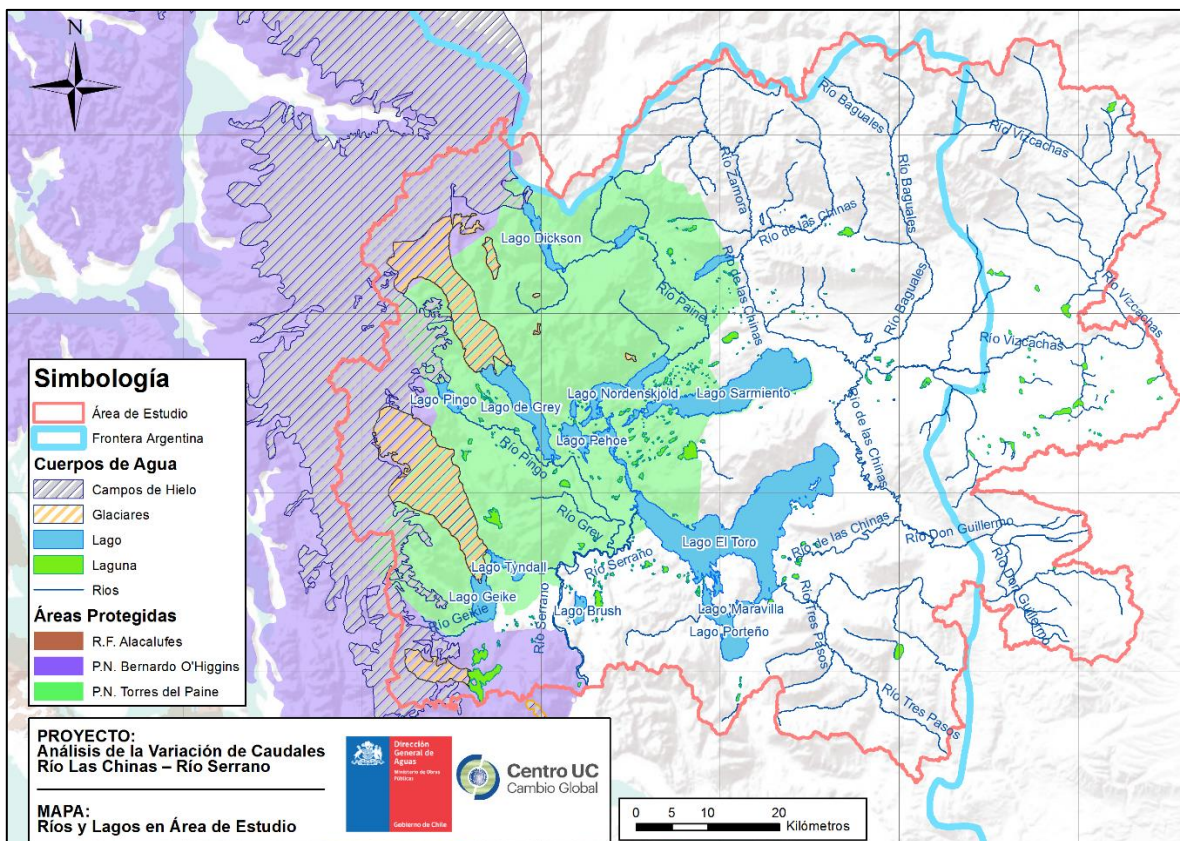 N
Río Baguales
Río Vizcachas
Río Zamora
Río Baguales
Río de las Chinas
Lago Dickson
Río de las Chinas
Río Baguales
Río Paine
Río Vizcachas
Río Vizcachas
Lago Pingo
Lago de Grey
Lago Nordenskjold
Lago Sarmiento
Lago Pehoe
Río de las Chinas
Río Pingo
Río Grey
Lago El Toro
Río de las Chinas
Río Don Guillermo
Río Serrano
Río Don Guillermo
Lago Tyndall
Lago Geike
Río Geikie
Río Serrano
Lago Brush
Lago Maravilla
Lago Porteño
Río Tres Pasos
Río Tres Pasos
Simbología
Área de Estudio
Frontera Argentina
Cuerpos de Agua
Campos de Hielo
Glaciares
Lago
Laguna
Rios
Áreas Protegidas
R.F. Alacalufes
P.N. Bernardo O'Higgins
P.N. Torres del Paine
PROYECTO:
Análisis de la Variación de Caudales
Río Las Chinas – Río Serrano
MAPA:
Ríos y Lagos en Área de Estudio
Dirección
General de
Aguas
Ministerio de Obras
Públicas
Gobierno de Chile
Centro UC
Cambio Global
0 5 10 20
Kilómetros